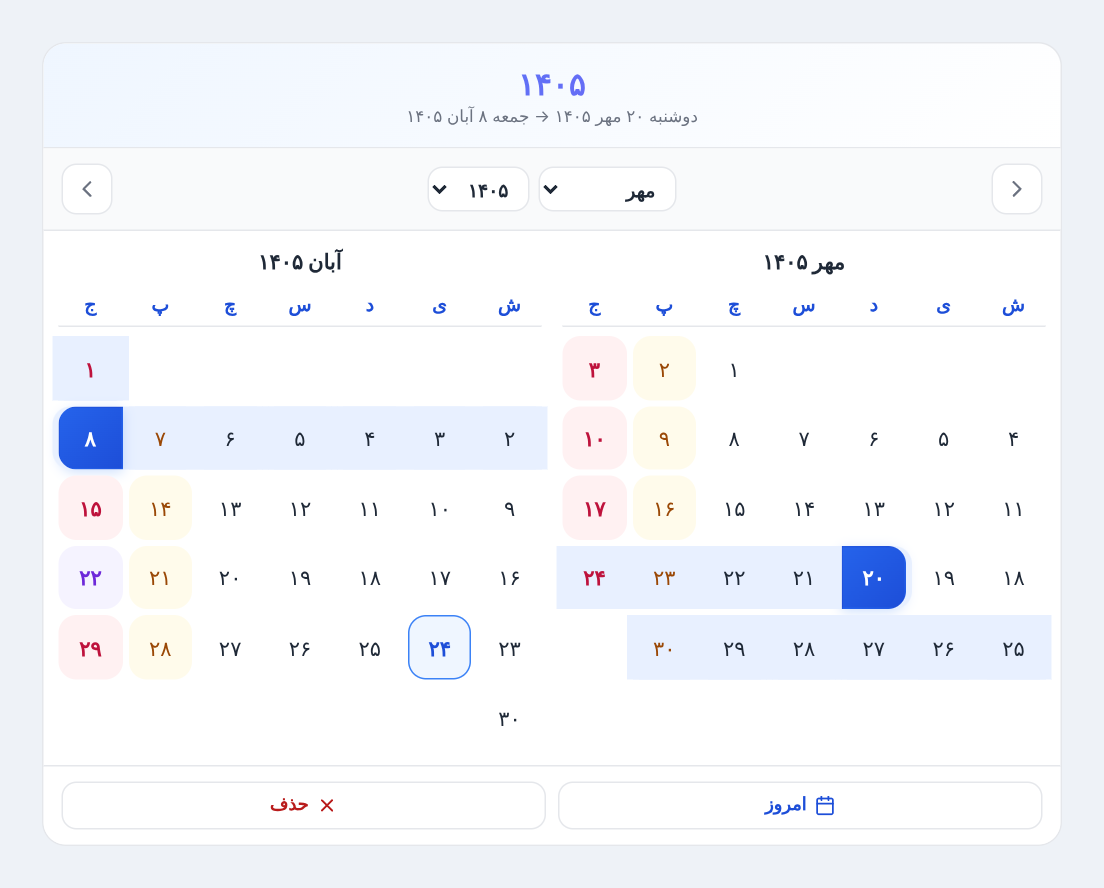 ۱۴۰۵
دوشنبه ۲۰ مهر ۱۴۰۵ → جمعه ۸ آبان ۱۴۰۵
مهر ۱۴۰۵
مهر ۱۴۰۵
ش ی د س چ پ ج
۱ ۲ ۳
۴ ۵ ۶ ۷ ۸ ۹ ۱۰
۱۱ ۱۲ ۱۳ ۱۴ ۱۵ ۱۶ ۱۷
۱۸ ۱۹ ۲۰ ۲۱ ۲۲ ۲۳ ۲۴
۲۵ ۲۶ ۲۷ ۲۸ ۲۹ ۳۰
آبان ۱۴۰۵
ش ی د س چ پ ج
۱
۲ ۳ ۴ ۵ ۶ ۷ ۸
۹ ۱۰ ۱۱ ۱۲ ۱۳ ۱۴ ۱۵
۱۶ ۱۷ ۱۸ ۱۹ ۲۰ ۲۱ ۲۲
۲۳ ۲۴ ۲۵ ۲۶ ۲۷ ۲۸ ۲۹
۳۰
امروز
حذف